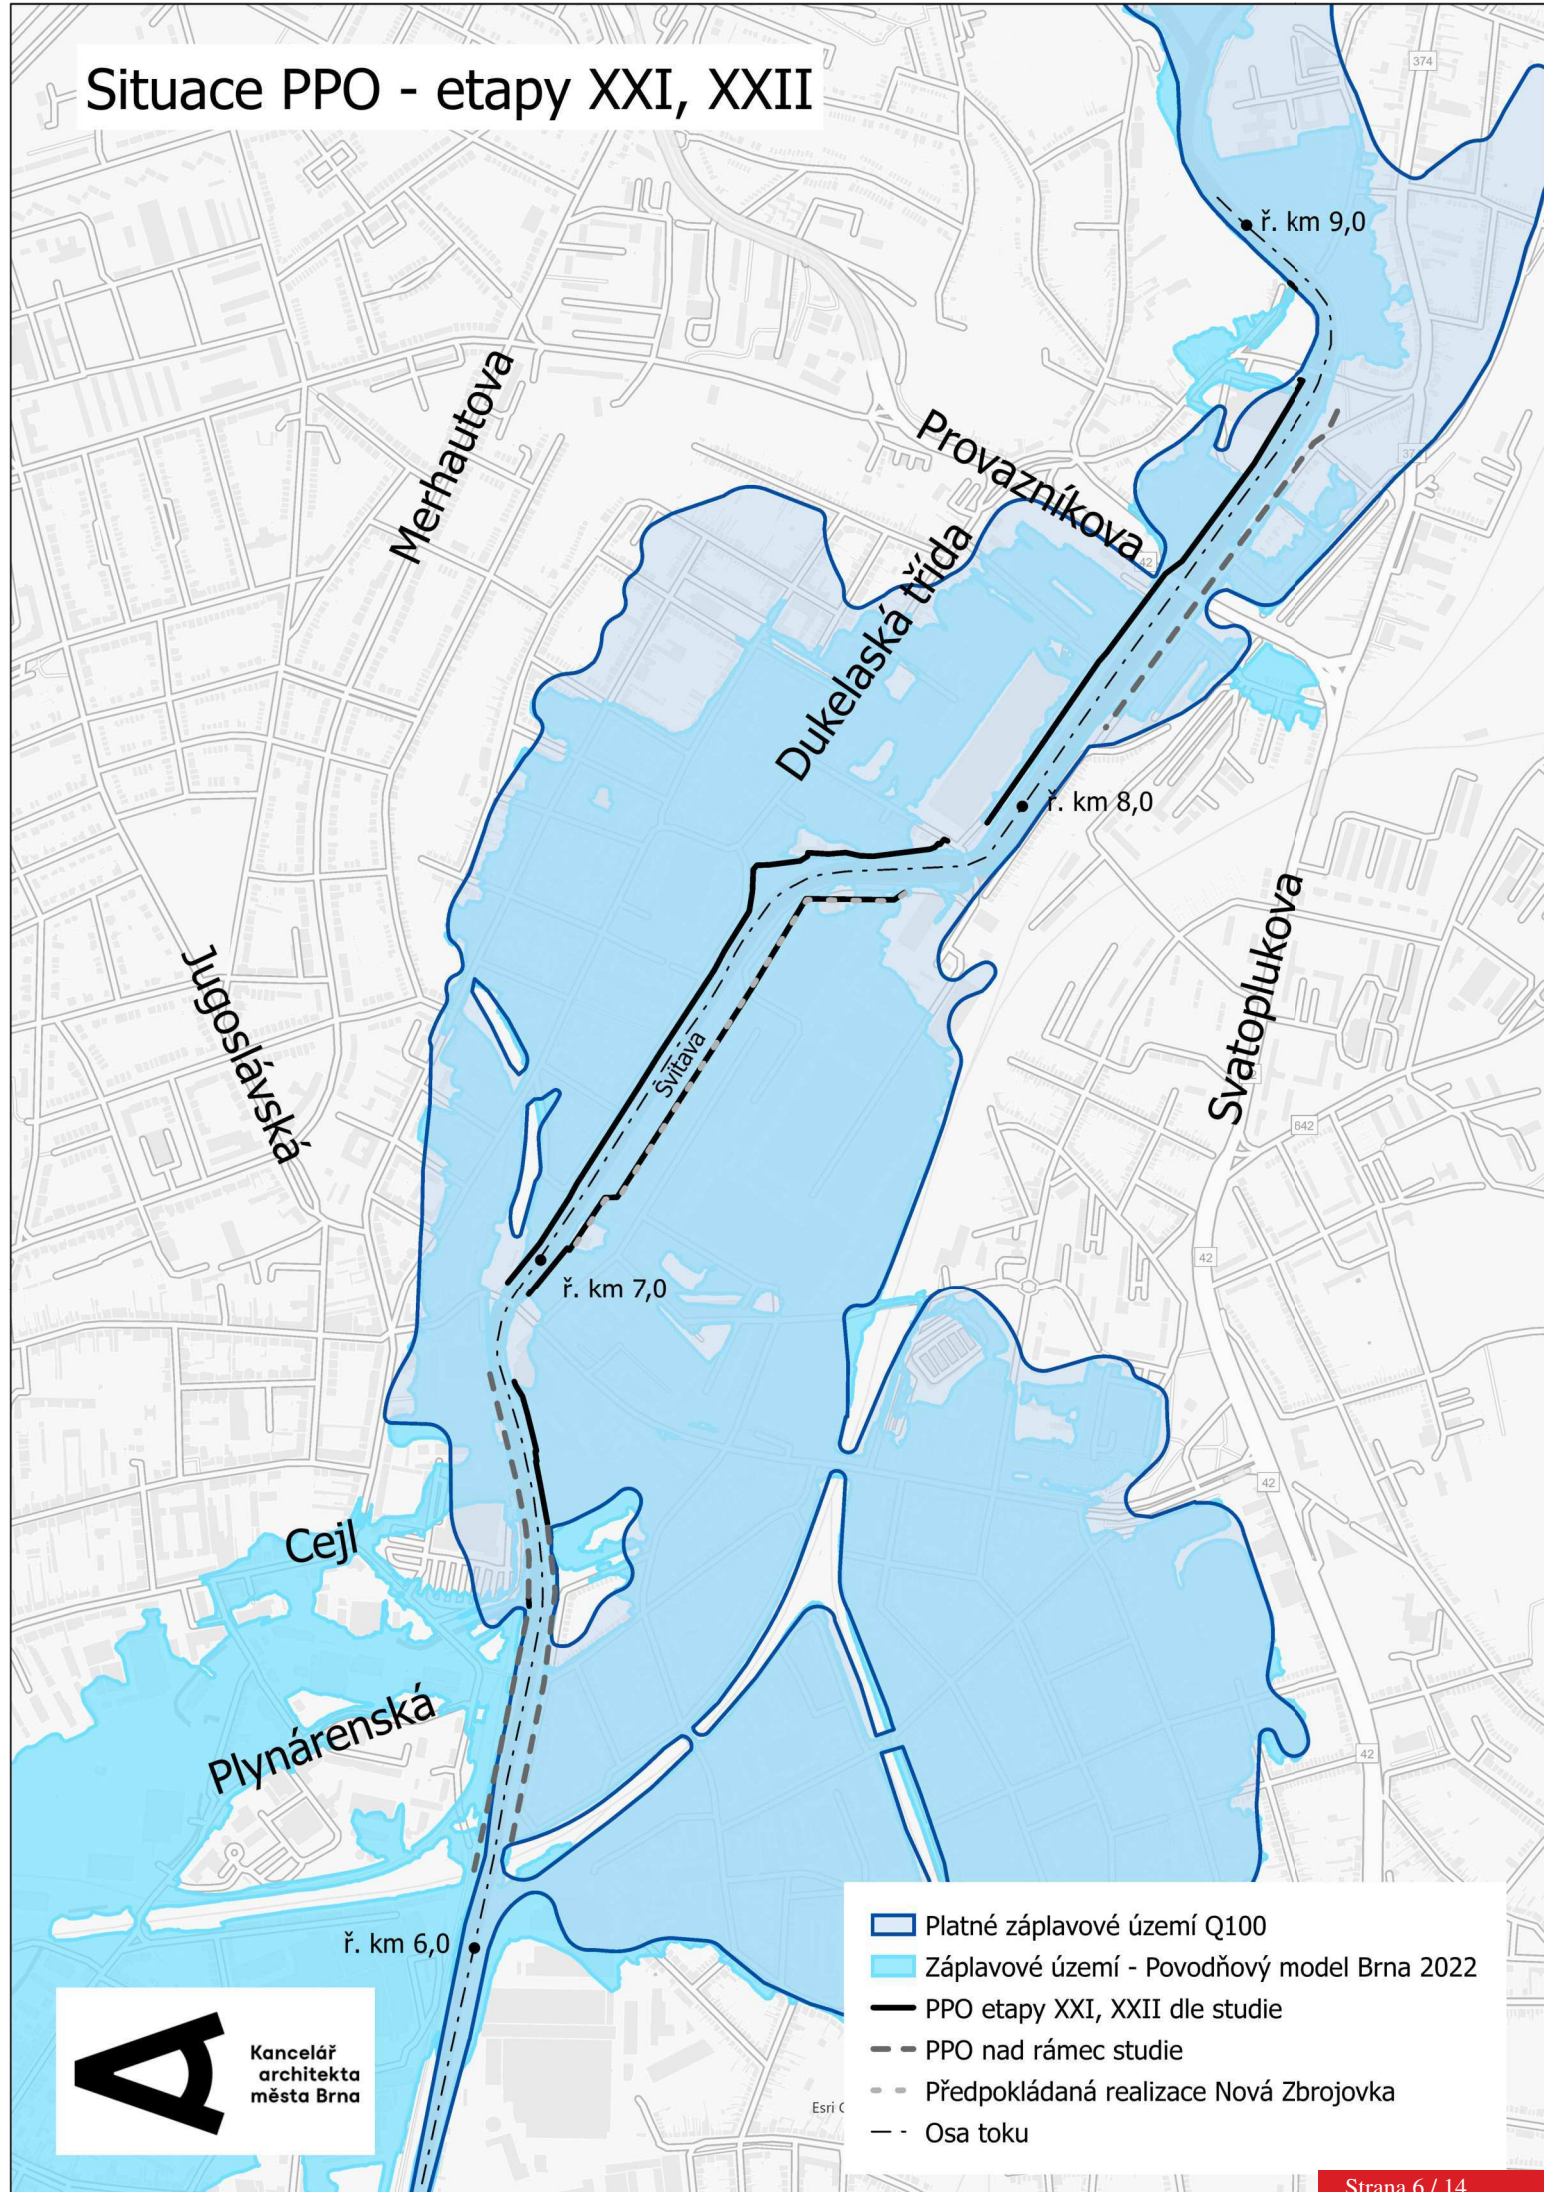 Situace PPO - etapy XXI, XXII
374
ř. km 9,0
Merhautova
Provazníkova
374
42
Dukelaská třída
ř. km 8,0
Svatoplukova
Jugoslávská
Svitava
642
42
ř. km 7,0
42
Cejl
Plynárenská
42
ř. km 6,0
Platné záplavové území Q100
Záplavové území - Povodňový model Brna 2022
PPO etapy XXI, XXII dle studie
PPO nad rámec studie
Předpokládaná realizace Nová Zbrojovka
Osa toku
Kancelář
architekta
města Brna
Esri
Strana 6 / 14